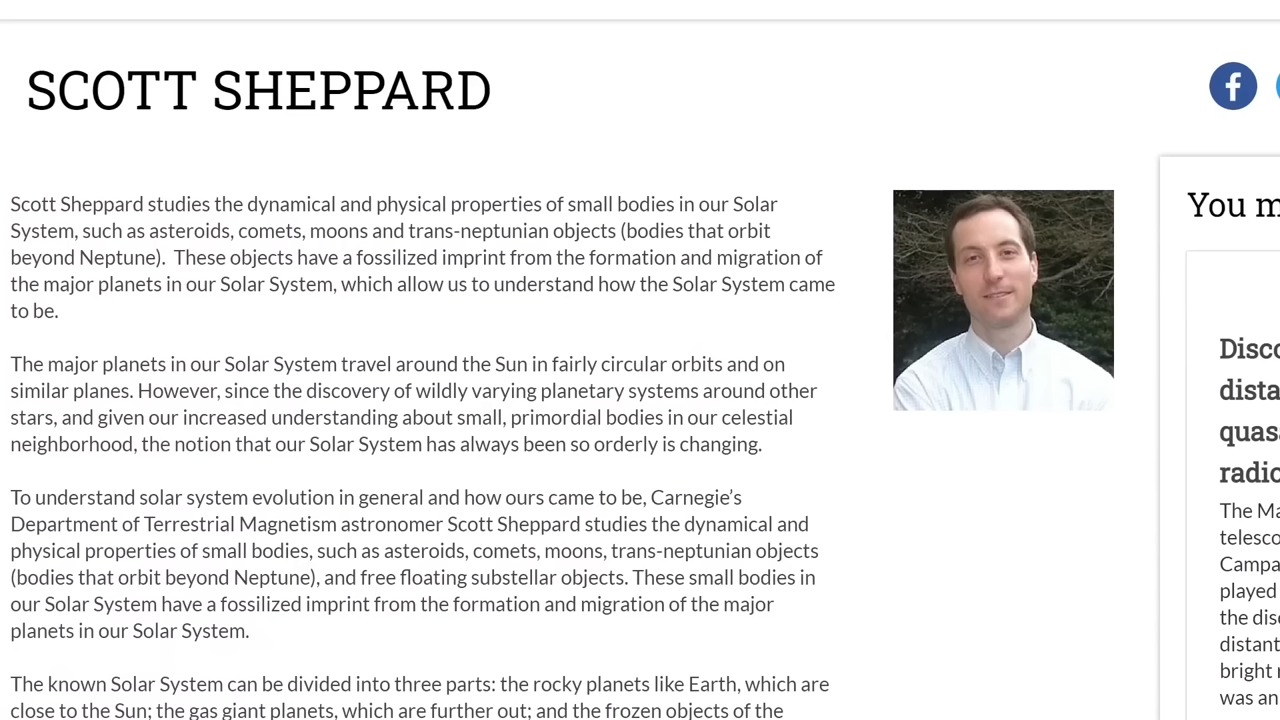 SCOTT SHEPPARD
Scott Sheppard studies the dynamical and physical properties of small bodies in our Solar
System, such as asteroids, comets, moons and trans-neptunian objects (bodies that orbit
beyond Neptune).  These objects have a fossilized imprint from the formation and migration of
the major planets in our Solar System, which allow us to understand how the Solar System came
to be.
The major planets in our Solar System travel around the Sun in fairly circular orbits and on
similar planes. However, since the discovery of wildly varying planetary systems around other
stars, and given our increased understanding about small, primordial bodies in our celestial
neighborhood, the notion that our Solar System has always been so orderly is changing.
To understand solar system evolution in general and how ours came to be, Carnegie’s
Department of Terrestrial Magnetism astronomer Scott Sheppard studies the dynamical and
physical properties of small bodies, such as asteroids, comets, moons, trans-neptunian objects
(bodies that orbit beyond Neptune), and free floating substellar objects. These small bodies in
our Solar System have a fossilized imprint from the formation and migration of the major
planets in our Solar System.
The known Solar System can be divided into three parts: the rocky planets like Earth, which are
close to the Sun; the gas giant planets, which are further out; and the frozen objects of the
You m
Disco
dista
quas
radio
The Ma
telesco
Campa
played
the disc
distant
bright r
was an